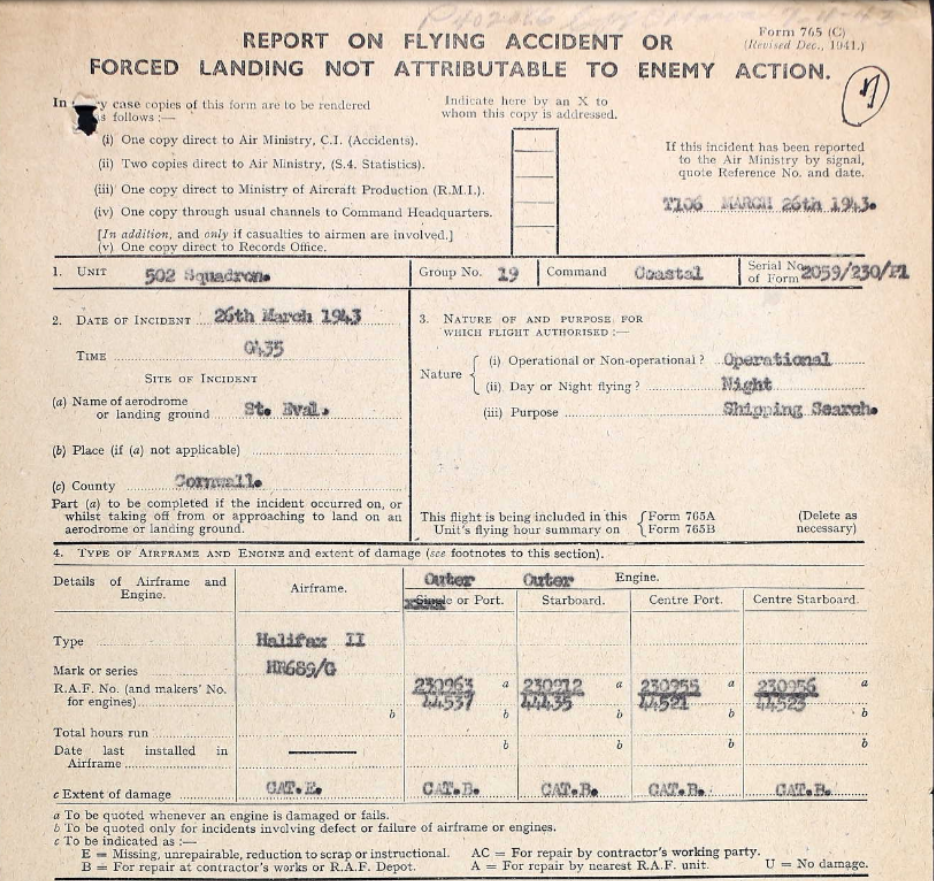 Form 765 (C)
(Revised Dec., 1941.)
REPORT ON FLYING ACCIDENT OR
FORCED LANDING NOT ATTRIBUTABLE TO ENEMY ACTION.
In y case copies of this form are to be rendered
s follows :—
Indicate here by an X to
whom this copy is addressed.
(i) One copy direct to Air Ministry, C.I. (Accidents).
(ii) Two copies direct to Air Ministry, (S.4. Statistics).
(iii) One copy direct to Ministry of Aircraft Production (R.M.I.).
(iv) One copy through usual channels to Command Headquarters.
[In addition, and only if casualties to airmen are involved.]
(v) One copy direct to Records Office.
If this incident has been reported
to the Air Ministry by signal,
quote Reference No. and date.
T106 MARCH 26th 1943.
1. UNIT 502 Squadron.
Group No. 19
Command Coastal
Serial No.
of Form 2059/230/P1
2. DATE OF INCIDENT 26th March 1943
TIME 0435
SITE OF INCIDENT
(a) Name of aerodrome
or landing ground St. Eval.
(b) Place (if (a) not applicable)
(c) County Cornwall.
Part (a) to be completed if the incident occurred on, or
whilst taking off from or approaching to land on an
aerodrome or landing ground.
3. NATURE OF AND PURPOSE FOR
WHICH FLIGHT AUTHORISED :—
Nature
(i) Operational or Non-operational ? Operational
(ii) Day or Night flying ? Night
(iii) Purpose Shipping Search.
This flight is being included in this
Unit's flying hour summary on
Form 765A
Form 765B
(Delete as
necessary)
4. TYPE OF AIRFRAME AND ENGINE and extent of damage (see footnotes to this section).
Details of Airframe and
Engine.
Airframe.
Engine.
Outer Outer
Single or Port. Starboard. Centre Port. Centre Starboard.
Type Halifax II
Mark or series HR689/G
R.A.F. No. (and makers' No.
for engines)
230963 a 230912 a 230955 a 230956 a
44537 44435 44521 44523
b b b b b
Total hours run
b b b b
Date last installed in
Airframe
c Extent of damage CAT.E. CAT.B. CAT.B. CAT.B. CAT.B.
a To be quoted whenever an engine is damaged or fails.
b To be quoted only for incidents involving defect or failure of airframe or engines.
c To be indicated as :—
E = Missing, unrepairable, reduction to scrap or instructional. AC = For repair by contractor's working party.
B = For repair at contractor's works or R.A.F. Depot. A = For repair by nearest R.A.F. unit. U = No damage.